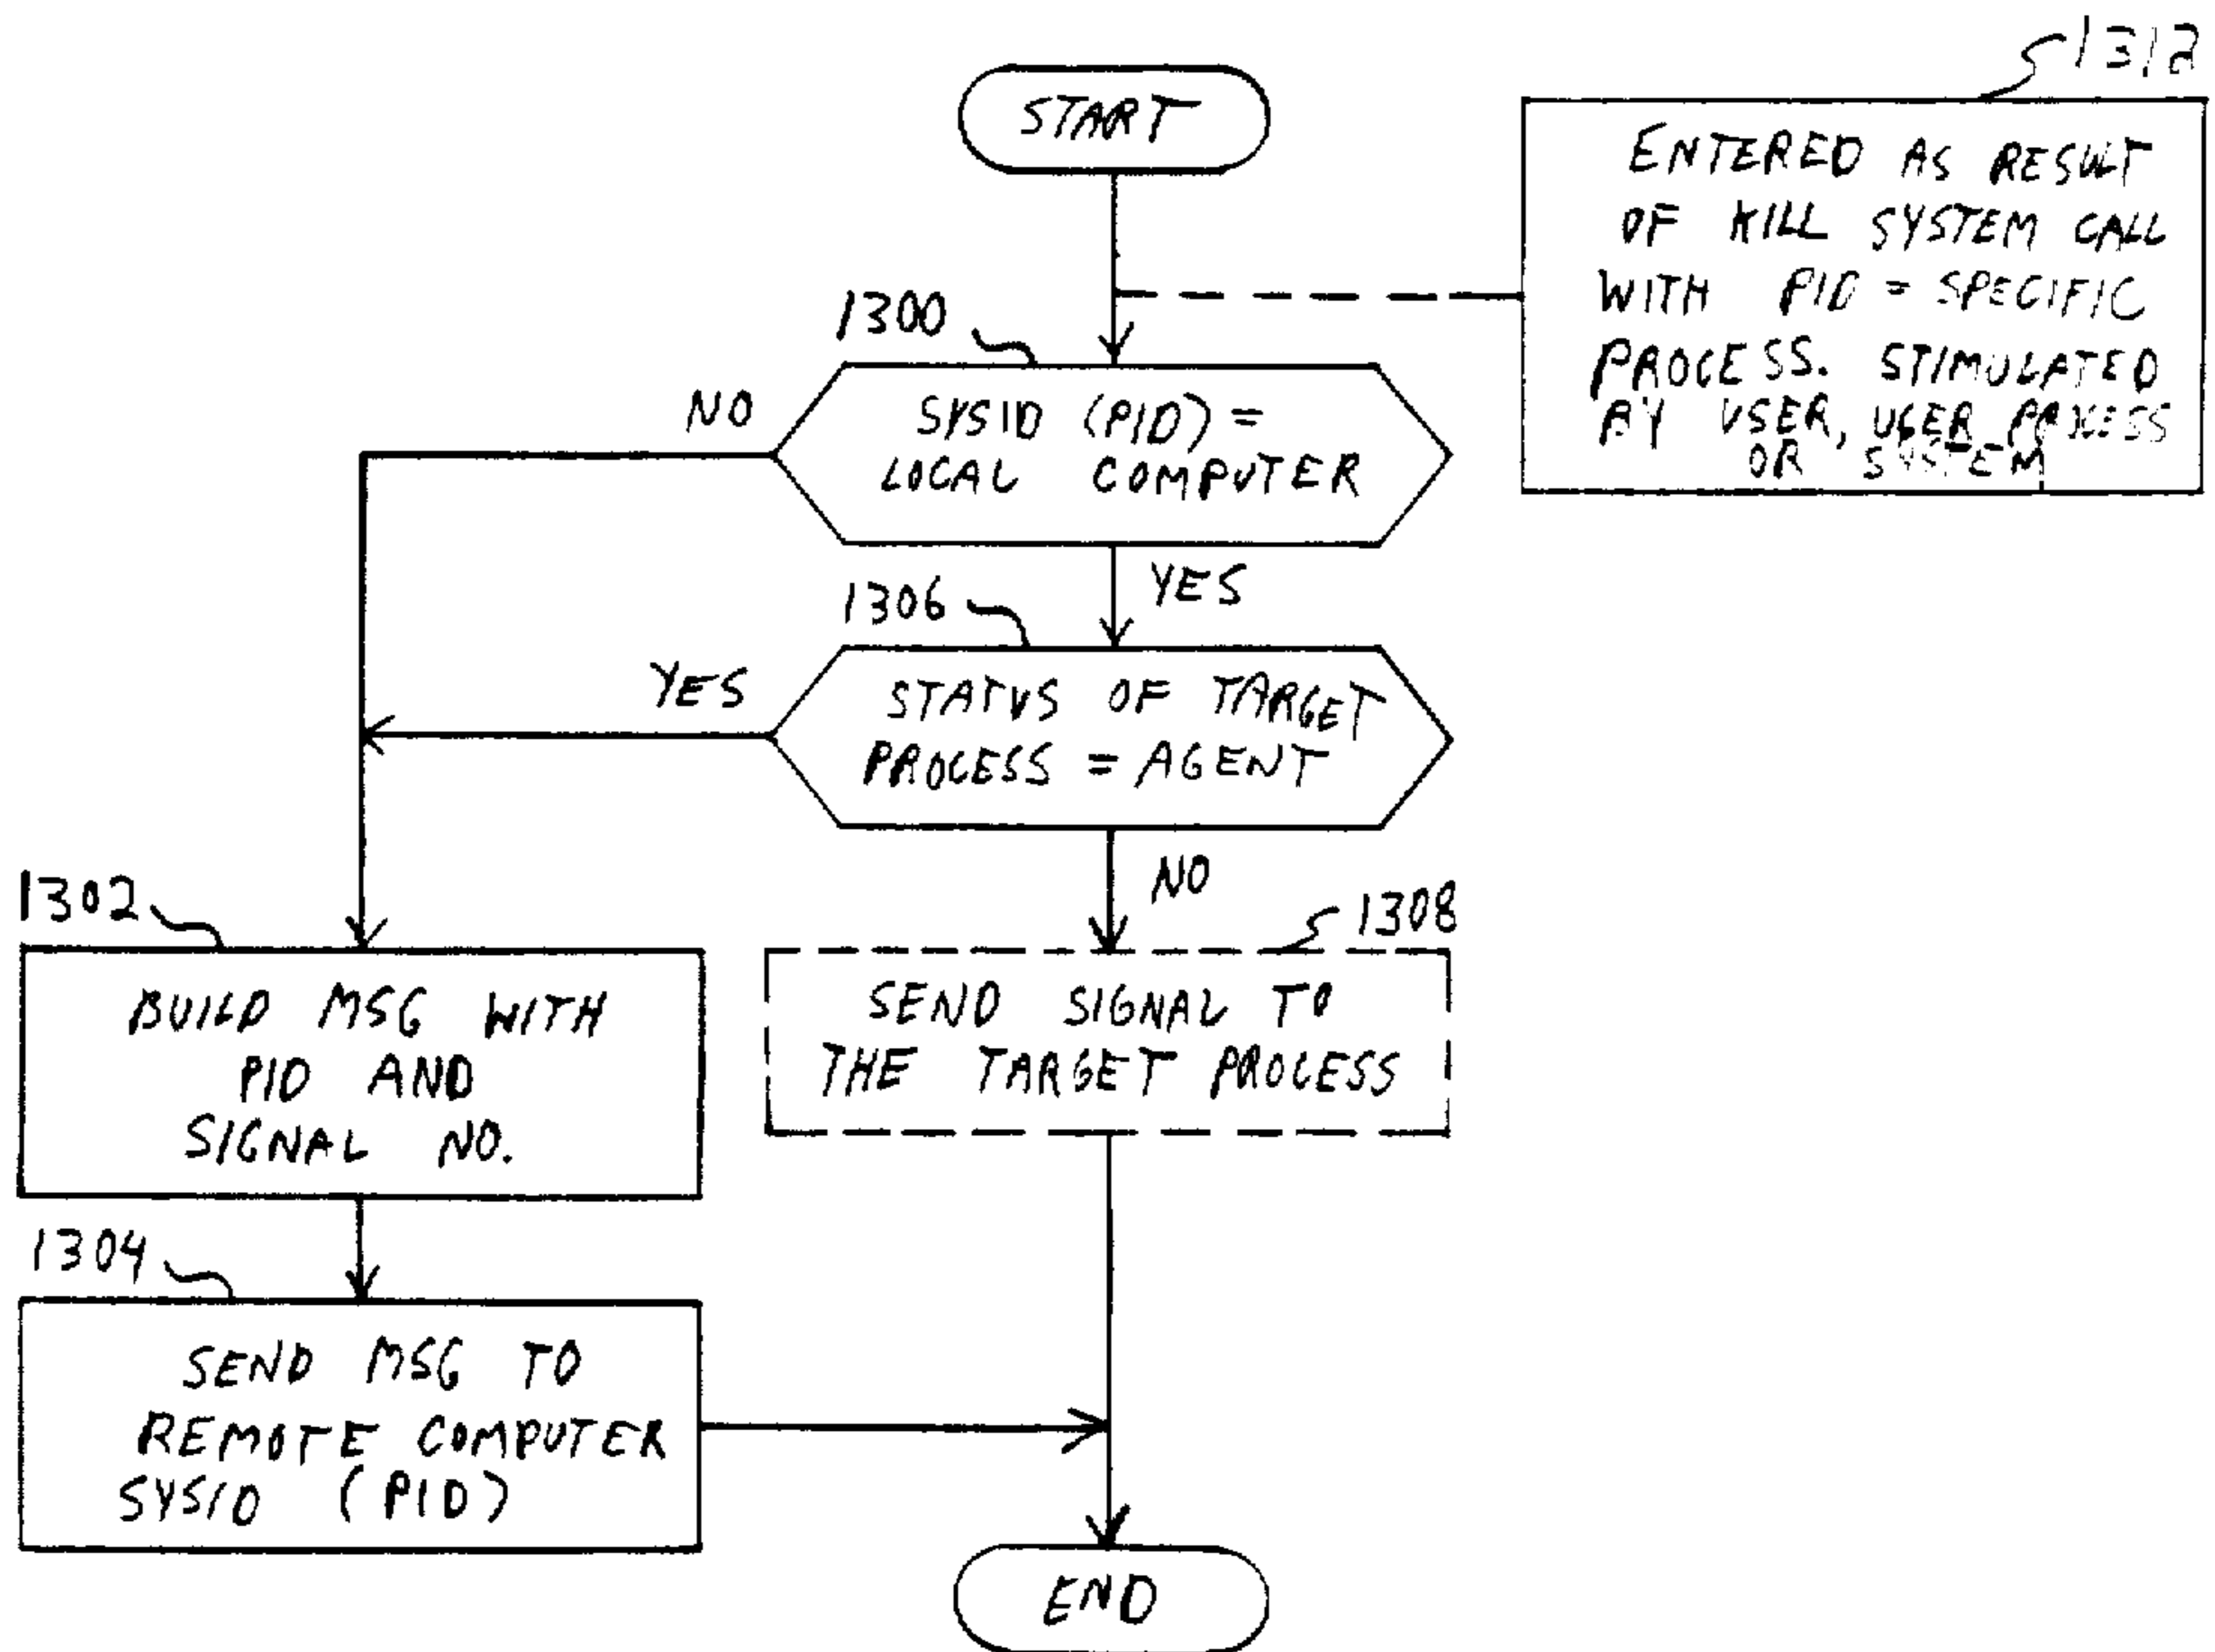 1312
START
ENTERED AS RESULT
OF KILL SYSTEM CALL
WITH PID = SPECIFIC
PROCESS. STIMULATED
BY USER, USER PROCESS
OR SYSTEM
1300
NO
SYSID (PID) =
LOCAL COMPUTER
YES
1306
YES
STATUS OF TARGET
PROCESS = AGENT
NO
1302
1308
BUILD MSG WITH
PID AND
SIGNAL NO.
SEND SIGNAL TO
THE TARGET PROCESS
1304
SEND MSG TO
REMOTE COMPUTER
SYSID (PID)
END